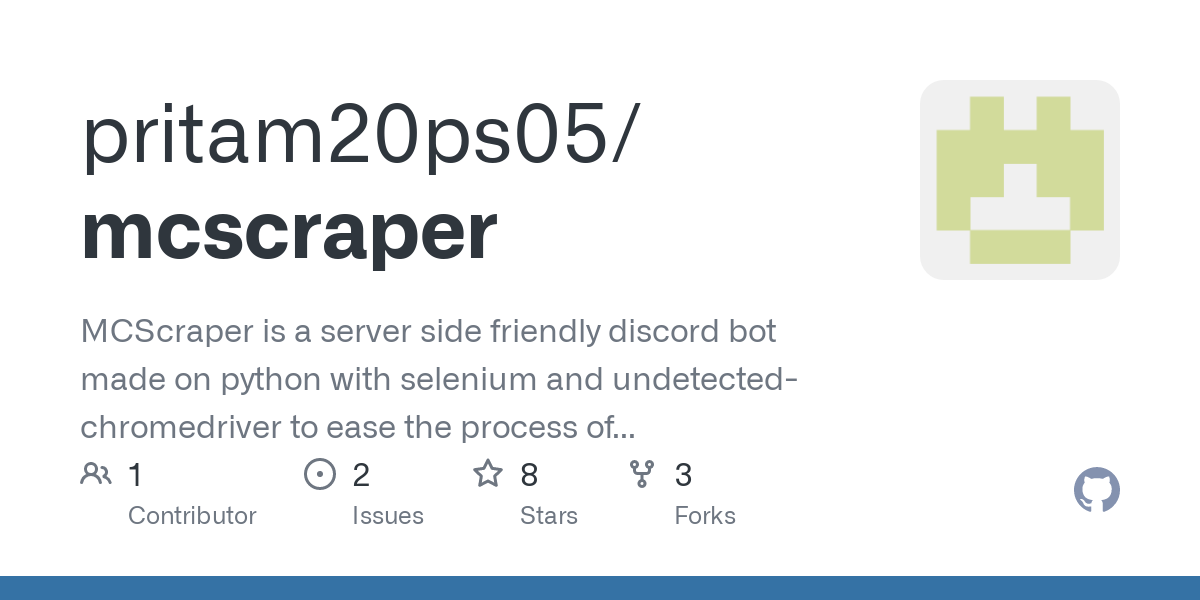 pritam20ps05/
mcscraper
MCScraper is a server side friendly discord bot
made on python with selenium and undetected-
chromedriver to ease the process of...
1 2 8 3
Contributor Issues Stars Forks